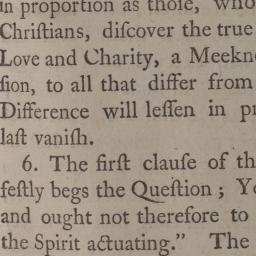 in proportion as thoſe, who
Chriſtians, diſcover the true
Love and Charity, a Meekn
ſion, to all that differ from
Difference will leſſen in p
laſt vaniſh.
6. The firſt clauſe of th
feſtly begs the Queſtion; Y
and ought not therefore to
the Spirit actuating.” The